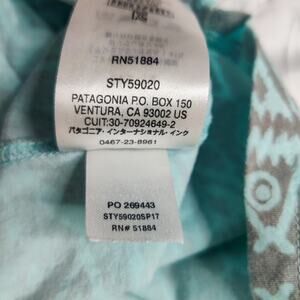 RN51884
STY59020
PATAGONIA P.O. BOX 150
VENTURA, CA 93002 US
CUIT:30-70924649-2
パタゴニア・インターナショナル・インク
0467-23-8961
PO 269443
STY59020SP17
RN# 51884